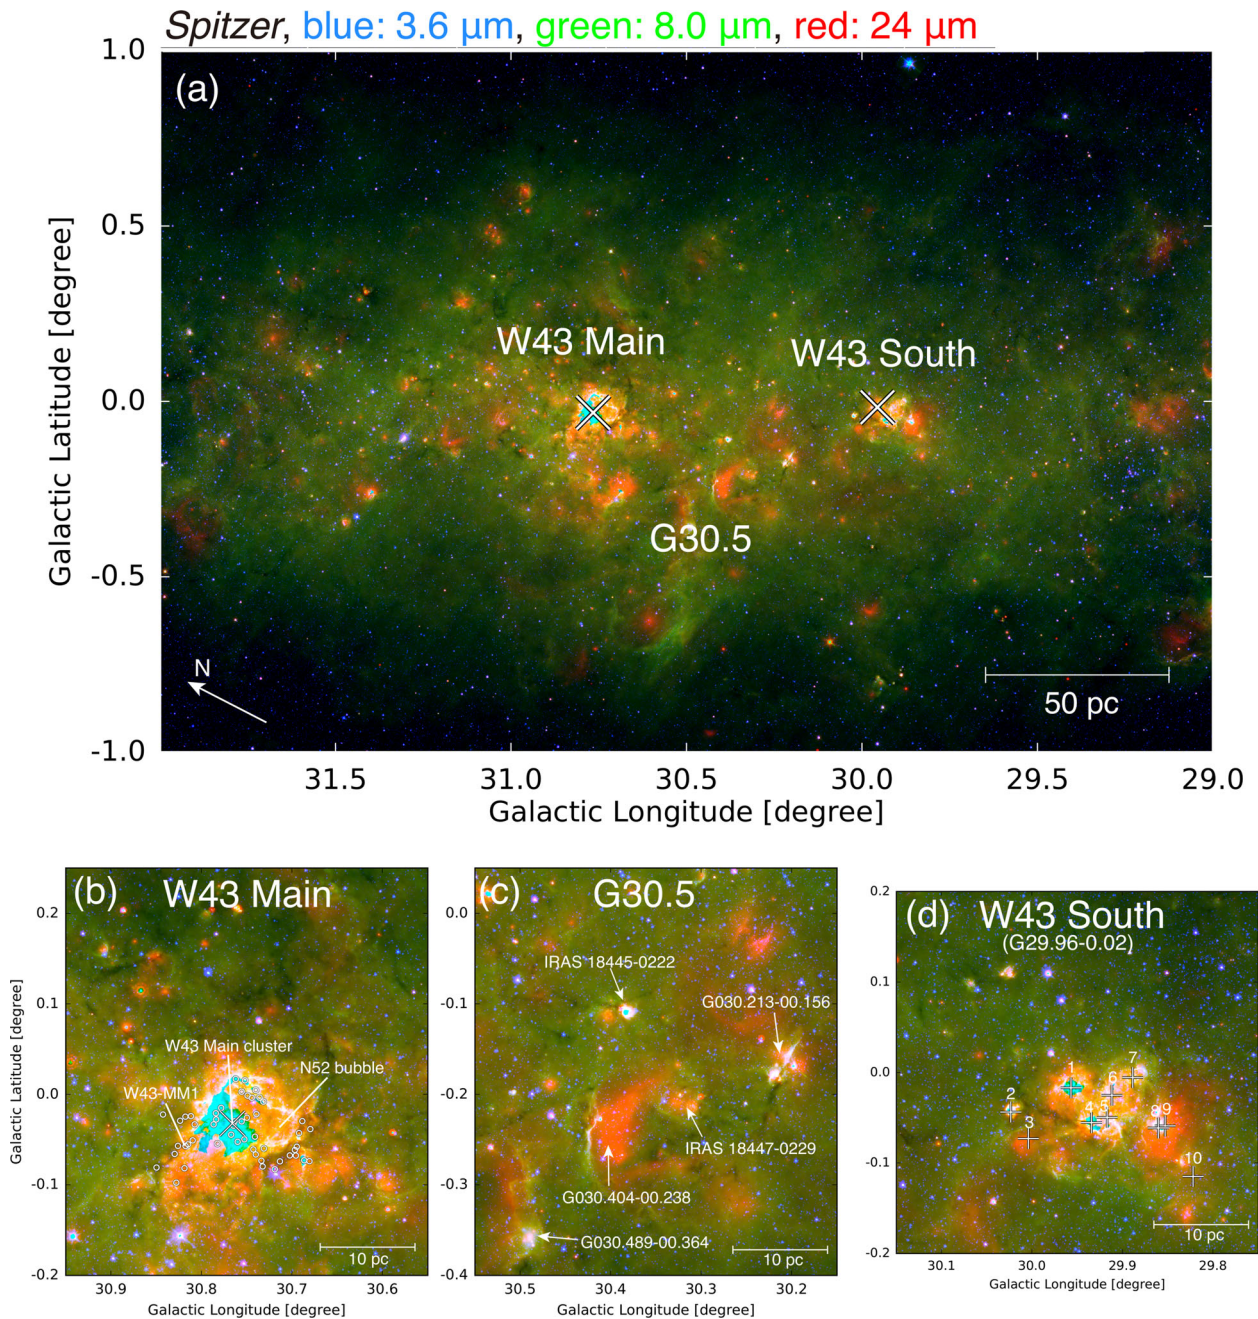 Spitzer, blue: 3.6 µm, green: 8.0 µm, red: 24 µm
(a)
1.0
0.5
0.0
-0.5
-1.0
Galactic Latitude [degree]
W43 Main
W43 South
G30.5
N
50 pc
31.5 31.0 30.5 30.0 29.5 29.0
Galactic Longitude [degree]
(b) W43 Main
0.2
0.1
0.0
-0.1
-0.2
Galactic Latitude [degree]
W43 Main cluster
N52 bubble
W43-MM1
10 pc
30.9 30.8 30.7 30.6
Galactic Longitude [degree]
(c) G30.5
0.0
-0.1
-0.2
-0.3
-0.4
IRAS 18445-0222
G030.213-00.156
IRAS 18447-0229
G030.404-00.238
G030.489-00.364
10 pc
30.5 30.4 30.3 30.2
Galactic Longitude [degree]
(d) W43 South
(G29.96-0.02)
0.2
0.1
0.0
-0.1
-0.2
1
2
3
4
5
6
7
8
9
10
10 pc
30.1 30.0 29.9 29.8
Galactic Longitude [degree]